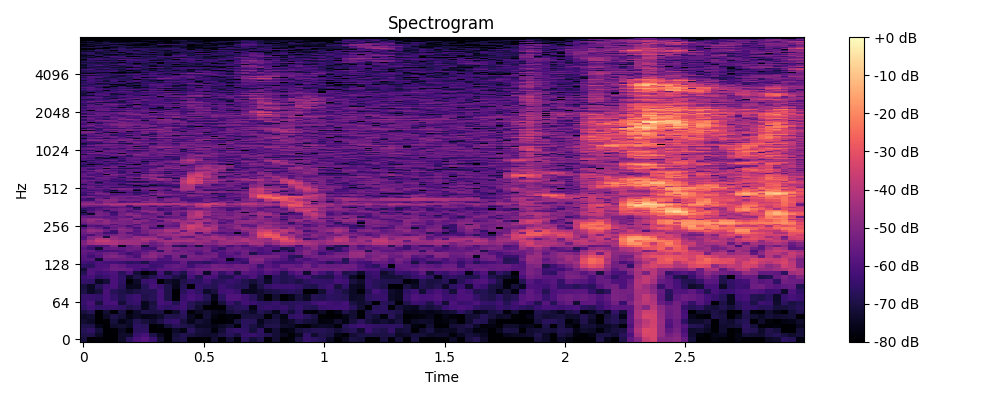 Spectrogram
+0 dB
4096
-10 dB
2048
-20 dB
1024
-30 dB
Hz
512
-40 dB
256
-50 dB
128
-60 dB
64
-70 dB
0
-80 dB
0 0.5 1 1.5 2 2.5
Time